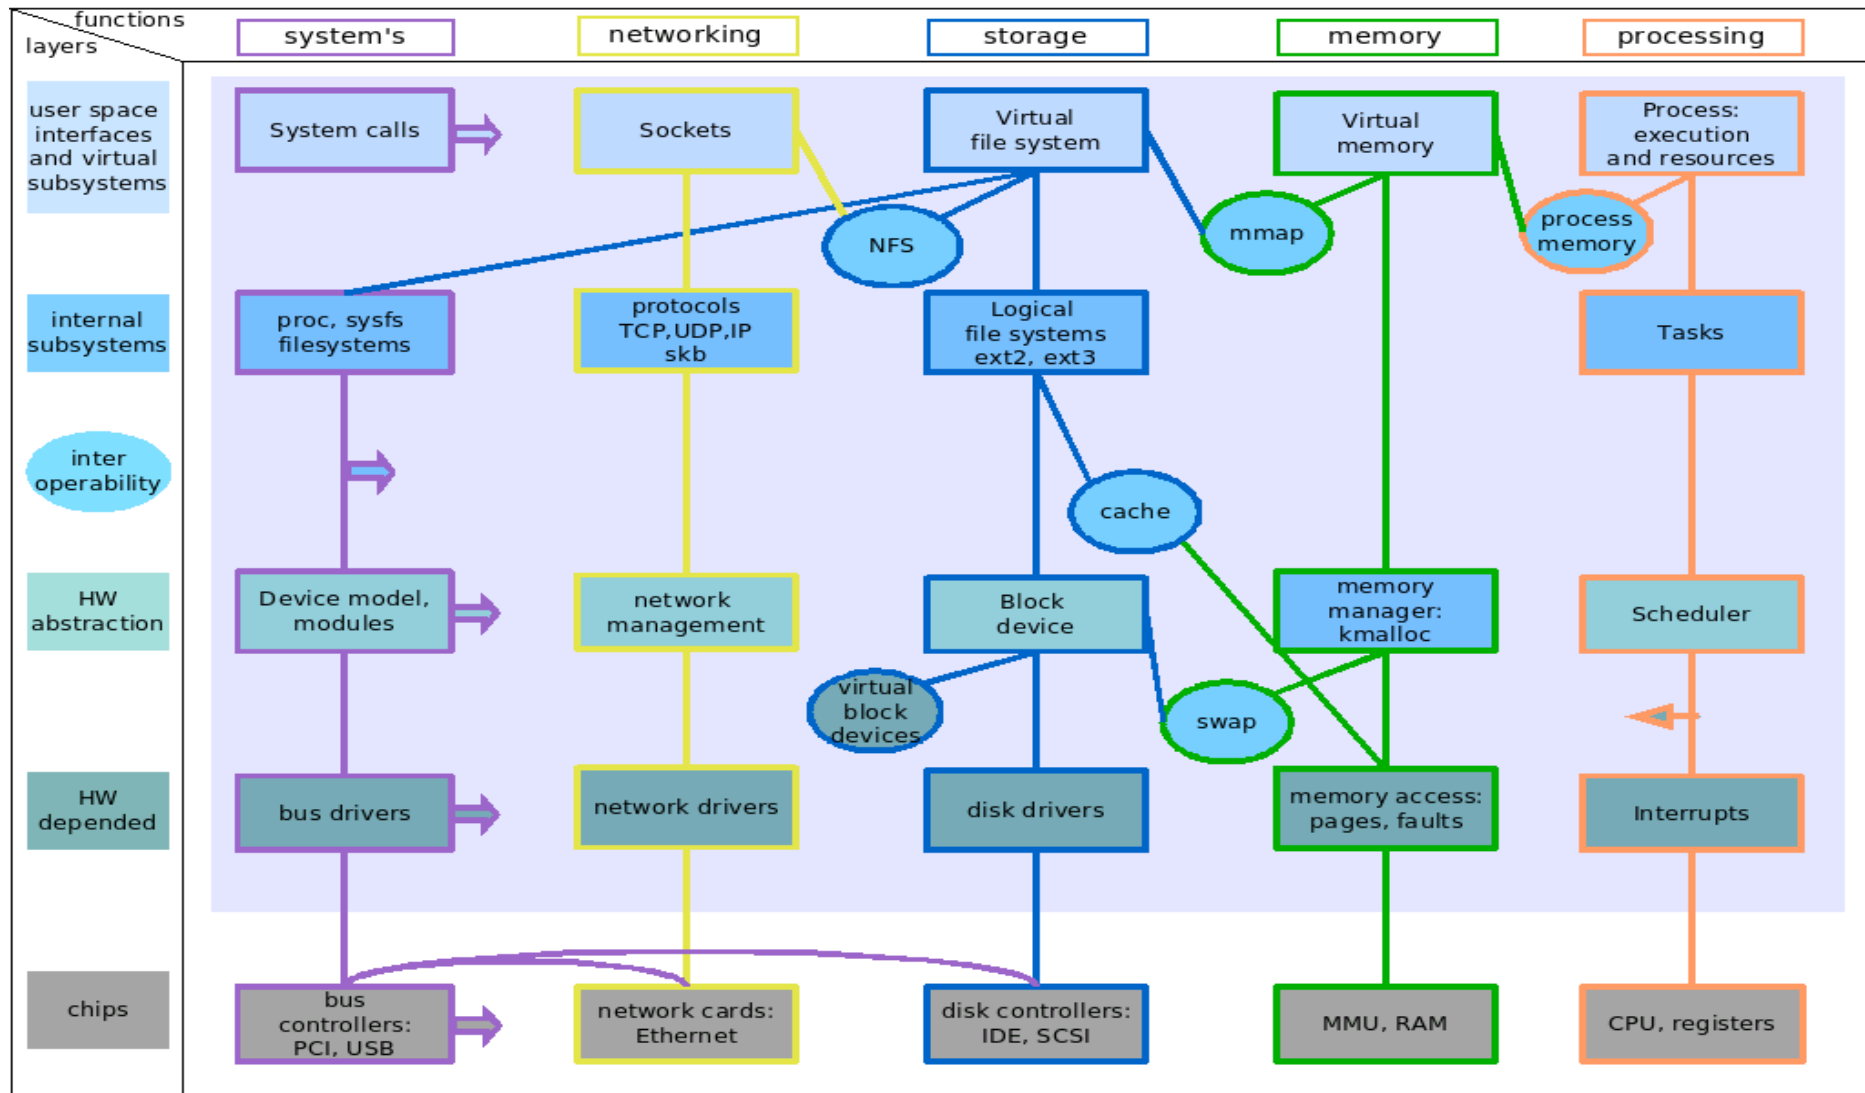 functions
layers
system's
networking
storage
memory
processing
user space
interfaces
and virtual
subsystems
System calls
Sockets
Virtual
file system
Virtual
memory
Process:
execution
and resources
NFS
mmap
process
memory
internal
subsystems
proc, sysfs
filesystems
protocols
TCP,UDP,IP
skb
Logical
file systems
ext2, ext3
Tasks
inter
operability
cache
HW
abstraction
Device model,
modules
network
management
Block
device
memory
manager:
kmalloc
Scheduler
virtual
block
devices
swap
HW
depended
bus drivers
network drivers
disk drivers
memory access:
pages, faults
Interrupts
chips
bus
controllers:
PCI, USB
network cards:
Ethernet
disk controllers:
IDE, SCSI
MMU, RAM
CPU, registers